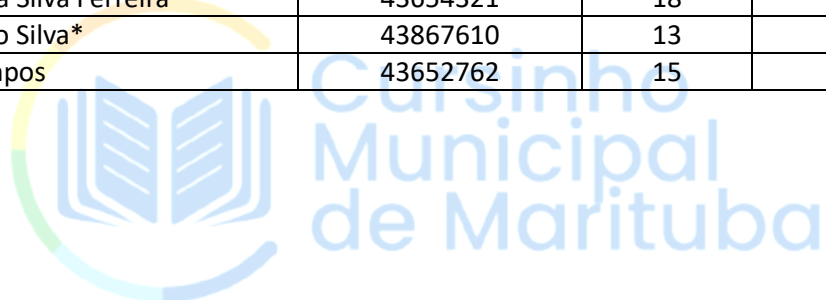 a Silva Ferreira 43654321 18
o Silva* 43867610 13
pos 43652762 15
Cursinho
Municipal
de Marituba